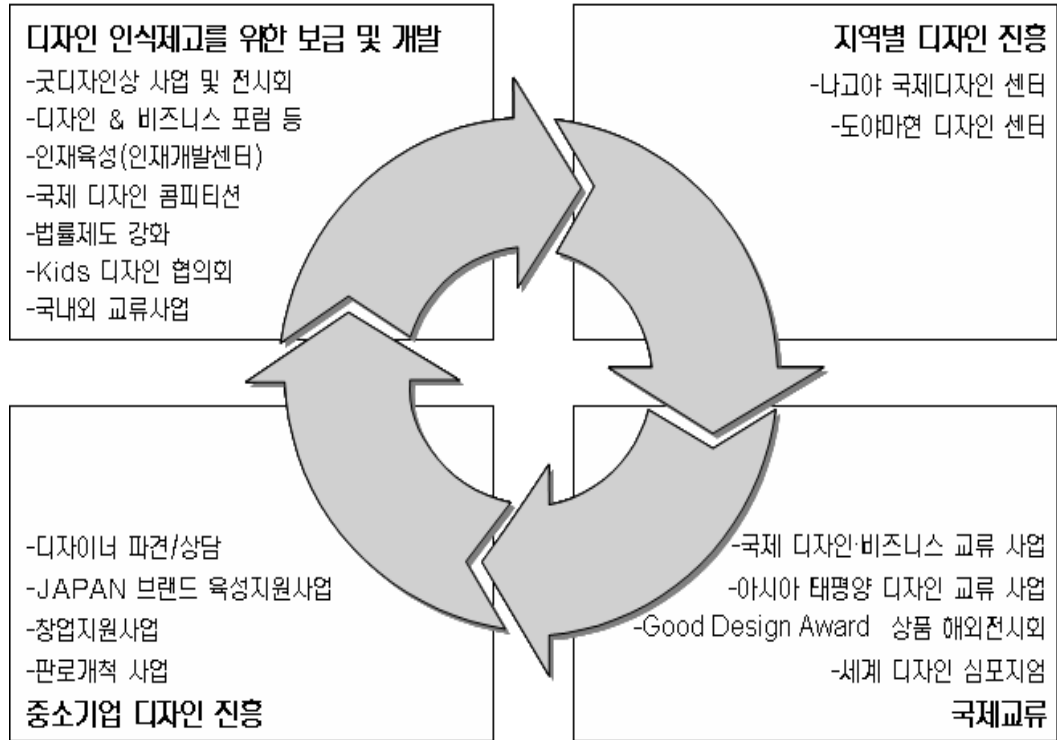 디자인 인식제고를 위한 보급 및 개발
-굿디자인상 사업 및 전시회
-디자인 & 비즈니스 포럼 등
-인재육성(인재개발센터)
-국제 디자인 콤피티션
-법률제도 강화
-Kids 디자인 협의회
-국내외 교류사업
지역별 디자인 진흥
-나고야 국제디자인 센터
-도야마현 디자인 센터
-디자이너 파견/상담
-JAPAN 브랜드 육성지원사업
-창업지원사업
-판로개척 사업
중소기업 디자인 진흥
-국제 디자인·비즈니스 교류 사업
-아시아 태평양 디자인 교류 사업
-Good Design Award 상품 해외전시회
-세계 디자인 심포지엄
국제교류